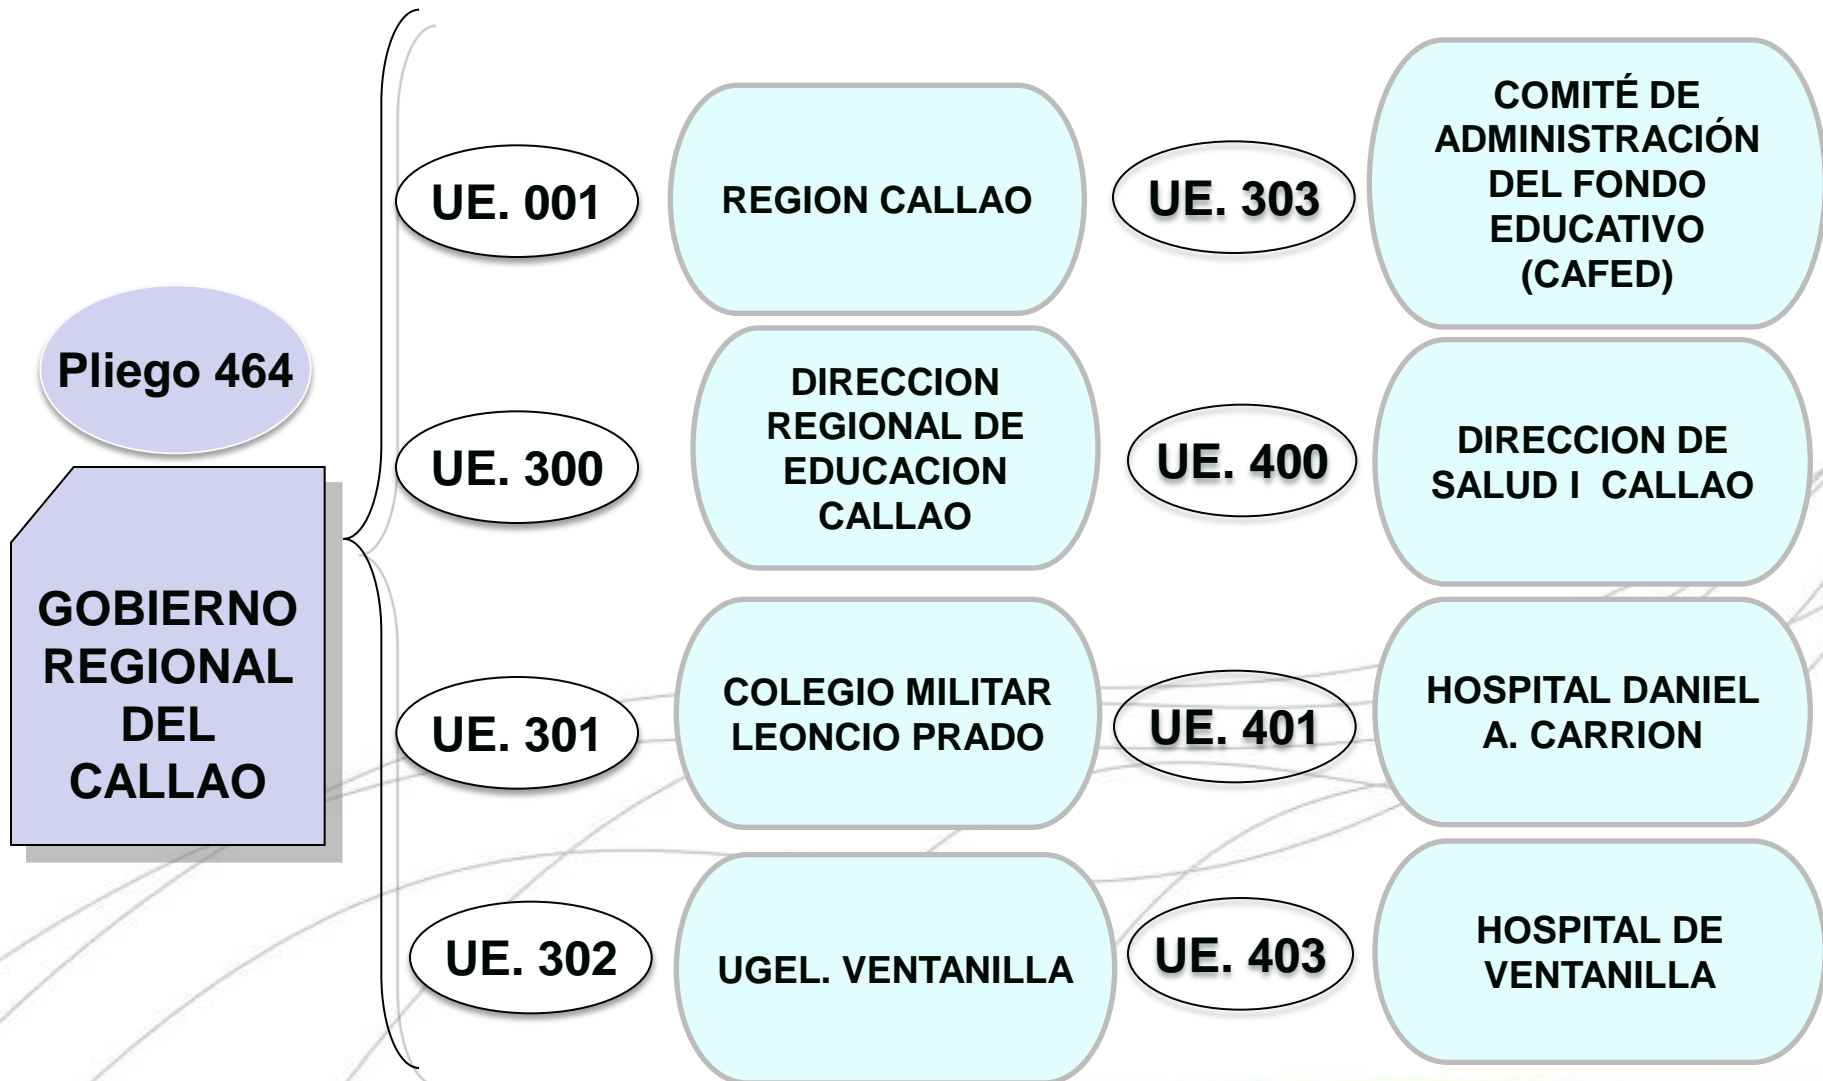 Pliego 464
GOBIERNO
REGIONAL
DEL
CALLAO
UE. 001
REGION CALLAO
UE. 300
DIRECCION
REGIONAL DE
EDUCACION
CALLAO
UE. 301
COLEGIO MILITAR
LEONCIO PRADO
UE. 302
UGEL. VENTANILLA
UE. 303
COMITÉ DE
ADMINISTRACIÓN
DEL FONDO
EDUCATIVO
(CAFED)
UE. 400
DIRECCION DE
SALUD I CALLAO
UE. 401
HOSPITAL DANIEL
A. CARRION
UE. 403
HOSPITAL DE
VENTANILLA